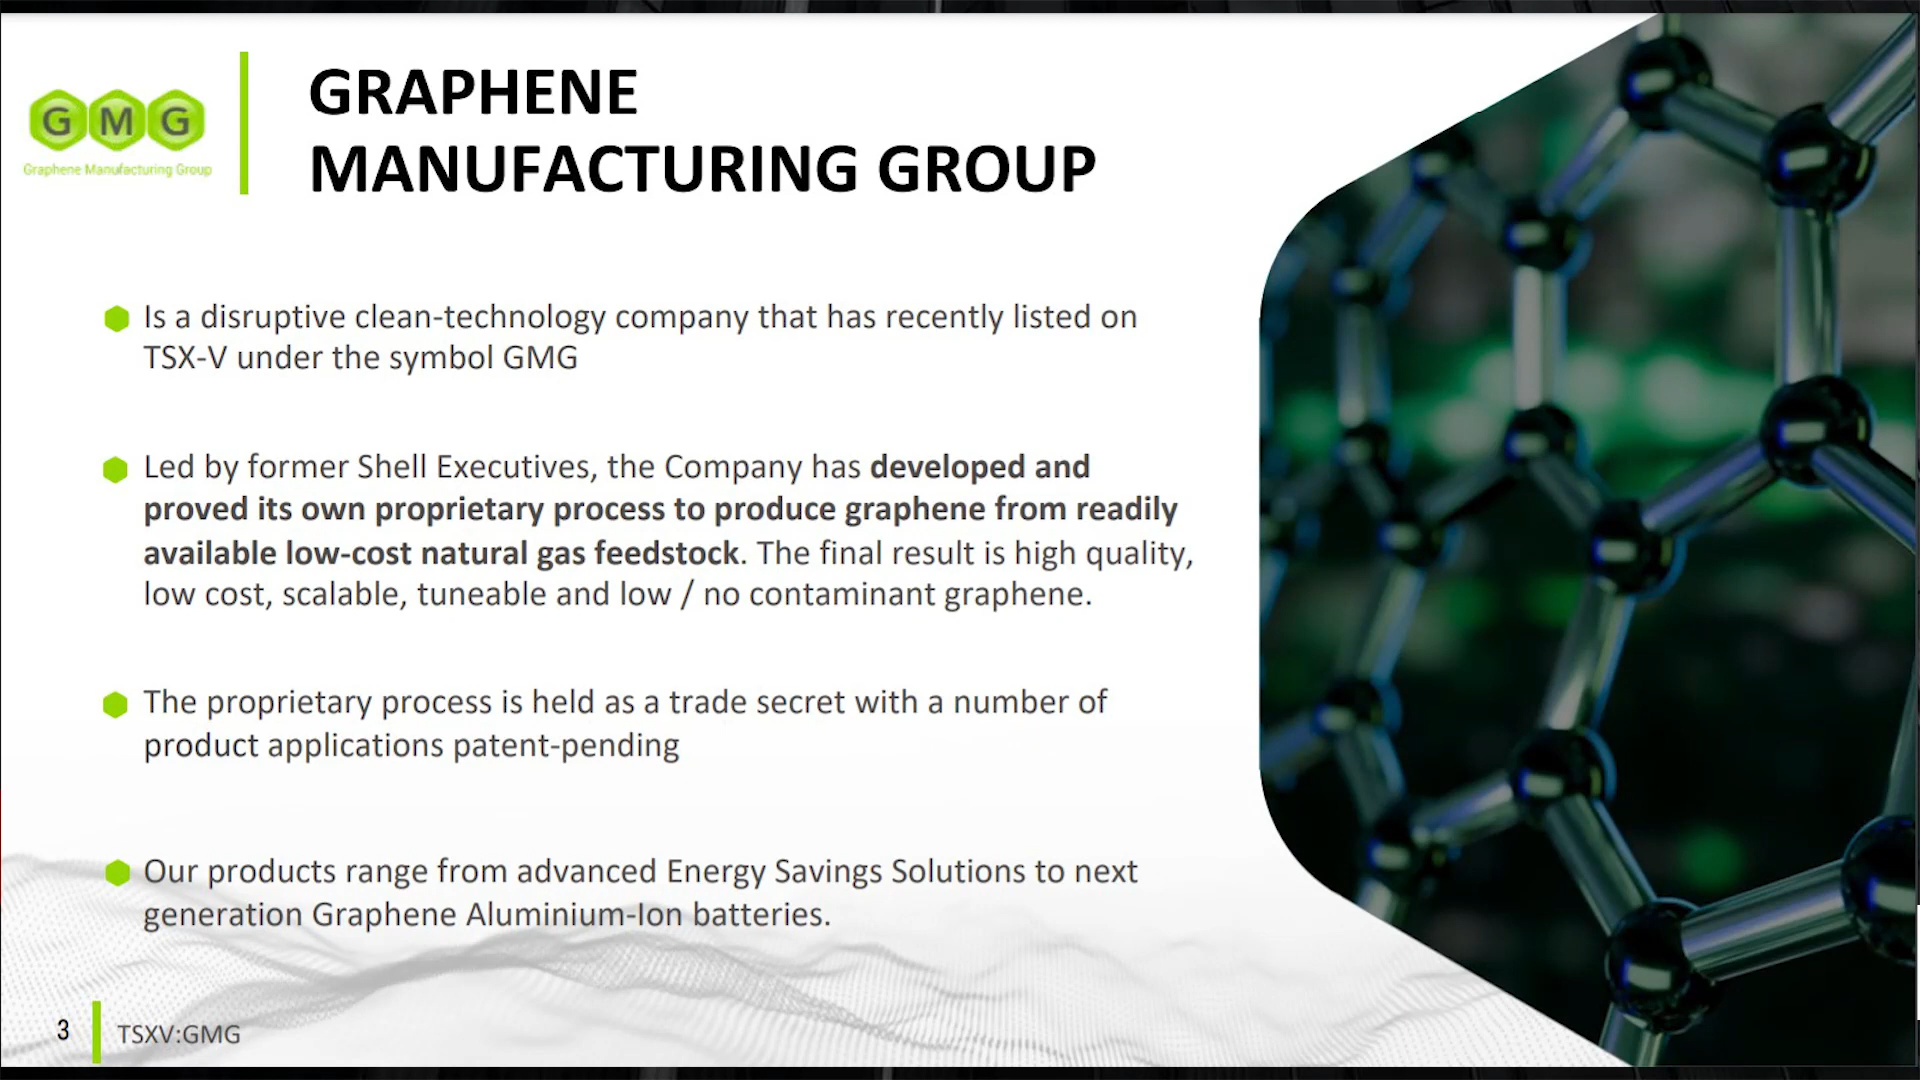 G M G
Graphene Manufacturing Group
GRAPHENE
MANUFACTURING GROUP
Is a disruptive clean-technology company that has recently listed on
TSX-V under the symbol GMG
Led by former Shell Executives, the Company has developed and
proved its own proprietary process to produce graphene from readily
available low-cost natural gas feedstock. The final result is high quality,
low cost, scalable, tuneable and low / no contaminant graphene.
The proprietary process is held as a trade secret with a number of
product applications patent-pending
Our products range from advanced Energy Savings Solutions to next
generation Graphene Aluminium-Ion batteries.
3
TSXV:GMG